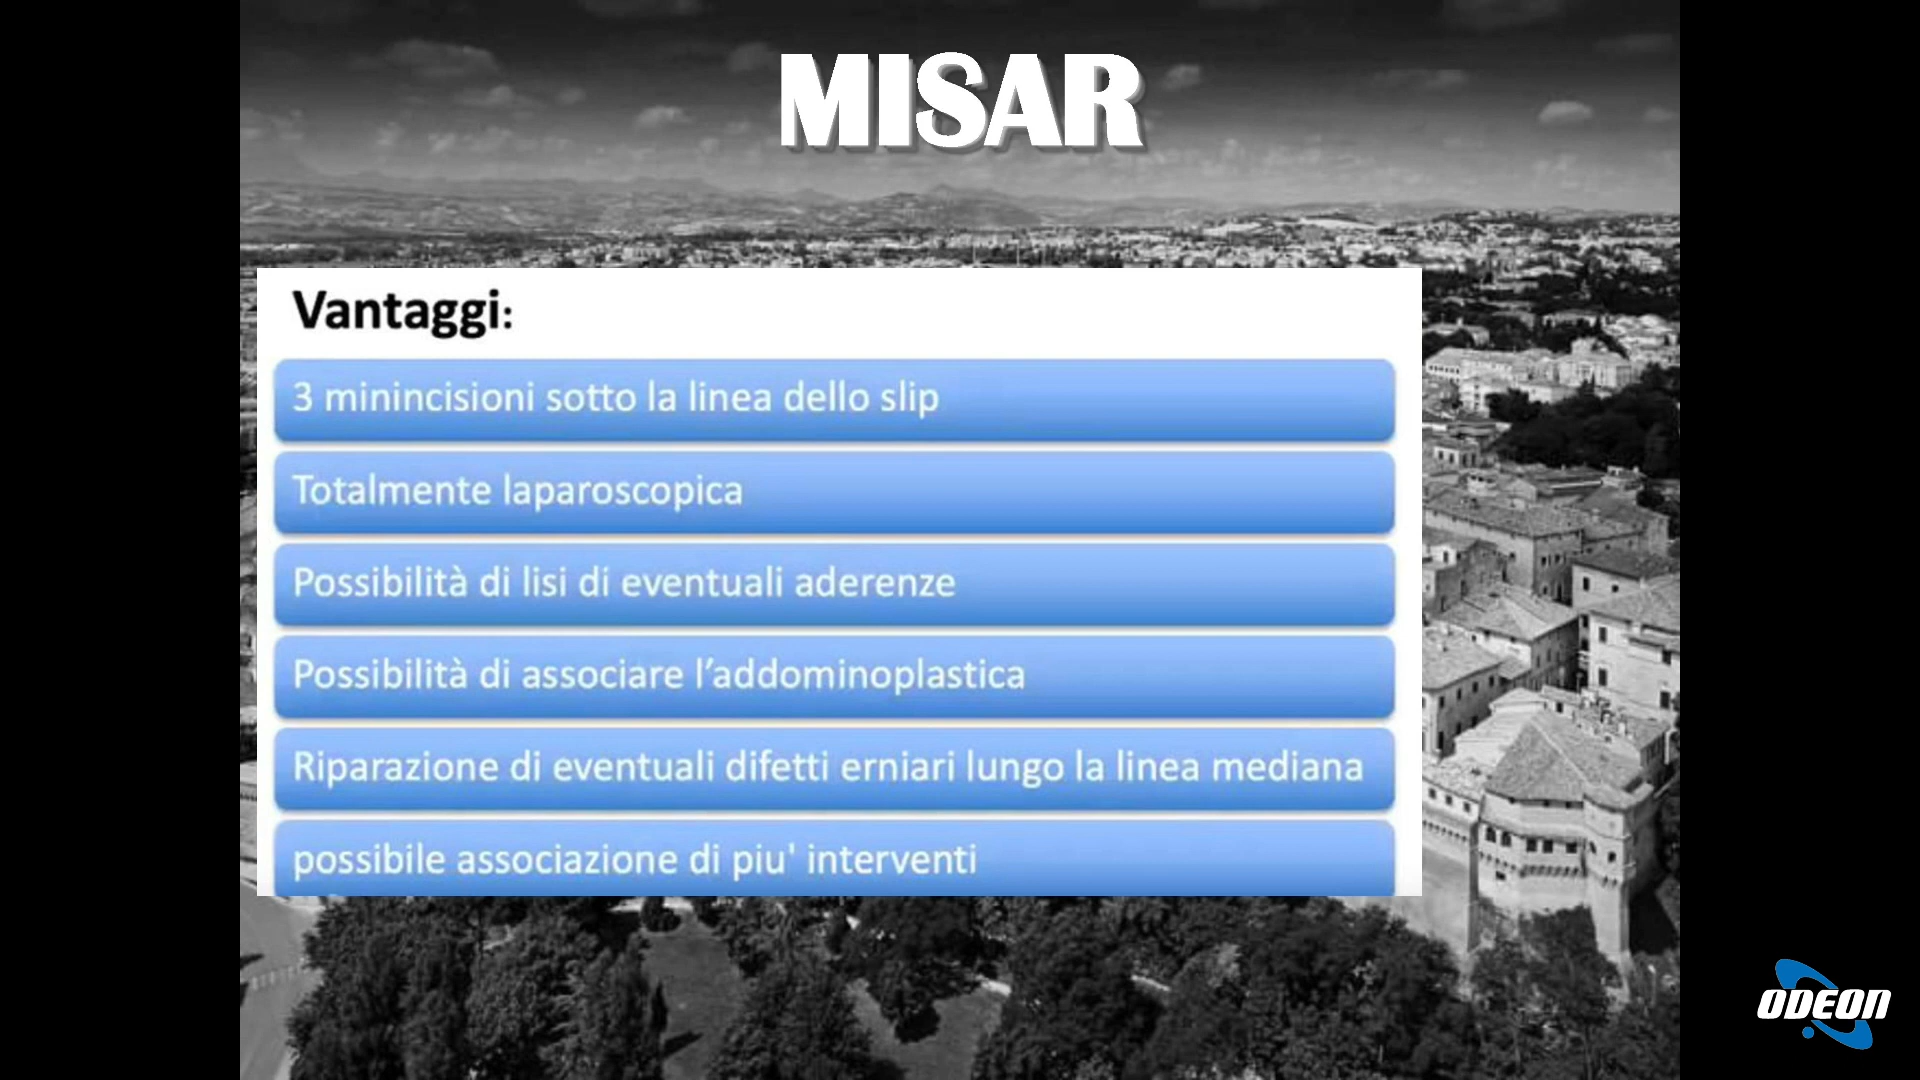 MISAR
Vantaggi:
3 minincisioni sotto la linea dello slip
Totalmente laparoscopica
Possibilità di lisi di eventuali aderenze
Possibilità di associare l’addominoplastica
Riparazione di eventuali difetti erniari lungo la linea mediana
possibile associazione di piu' interventi
ODEON